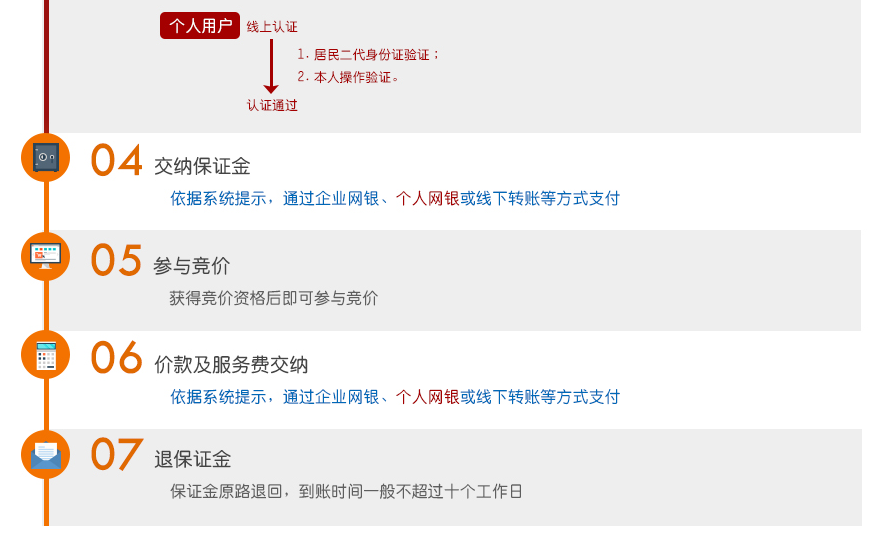 个人用户 线上认证
1. 居民二代身份证验证；
2. 本人操作验证。
认证通过
04 交纳保证金
依据系统提示，通过企业网银、个人网银或线下转账等方式支付
05 参与竞价
获得竞价资格后即可参与竞价
06 价款及服务费交纳
依据系统提示，通过企业网银、个人网银或线下转账等方式支付
07 退保证金
保证金原路退回，到账时间一般不超过十个工作日